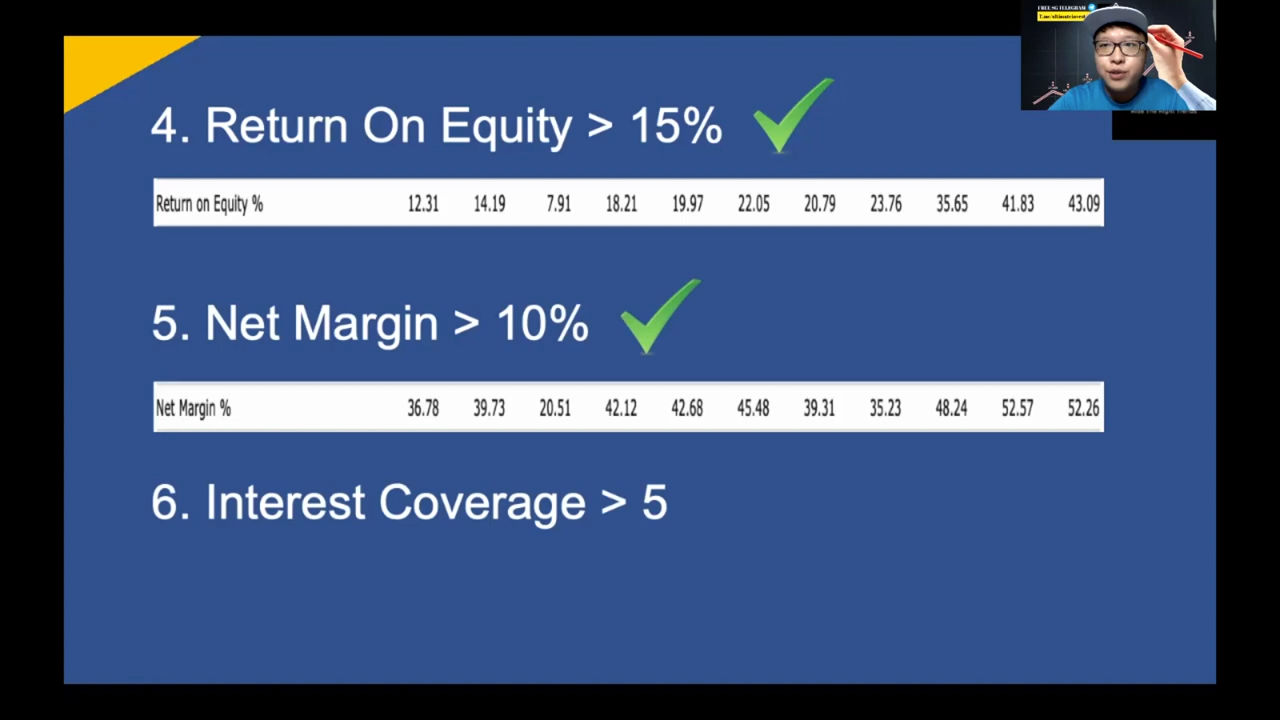 FREE SG TELEGRAM
4. Return On Equity > 15%
Return on Equity % 12.31 14.19 7.91 18.21 19.97 22.05 20.79 23.76 35.65 41.83 43.09
5. Net Margin > 10%
Net Margin % 36.78 39.73 20.51 42.12 42.68 45.48 39.31 35.23 48.24 52.57 52.26
6. Interest Coverage > 5